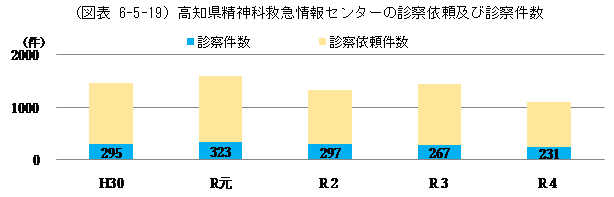 （図表 6-5-19）高知県精神科救急情報センターの診察依頼及び診察件数
診察件数 診察依頼件数
(件)
2000
1000
0
295 323 297 267 231
H30 R元 R２ R３ R４